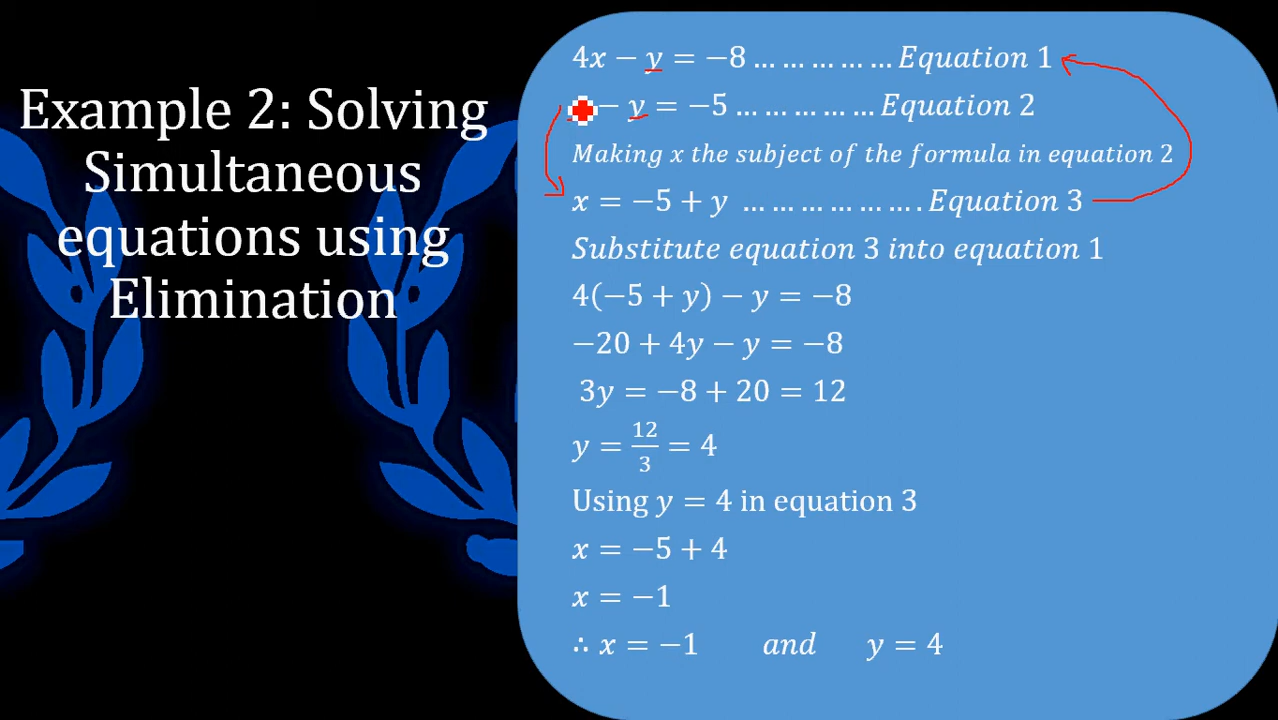 Example 2: Solving
Simultaneous
equations using
Elimination
4x − y = −8 … … … … … Equation 1
− y = −5 … … … … … Equation 2
Making x the subject of the formula in equation 2
x = −5 + y … … … … … … . Equation 3
Substitute equation 3 into equation 1
4(−5 + y) − y = −8
−20 + 4y − y = −8
3y = −8 + 20 = 12
y = 12/3 = 4
Using y = 4 in equation 3
x = −5 + 4
x = −1
∴ x = −1 and y = 4